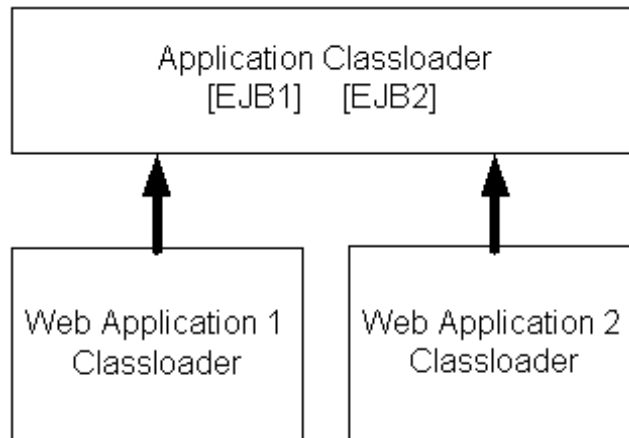 Application Classloader
[EJB1] [EJB2]
Web Application 1
Classloader
Web Application 2
Classloader